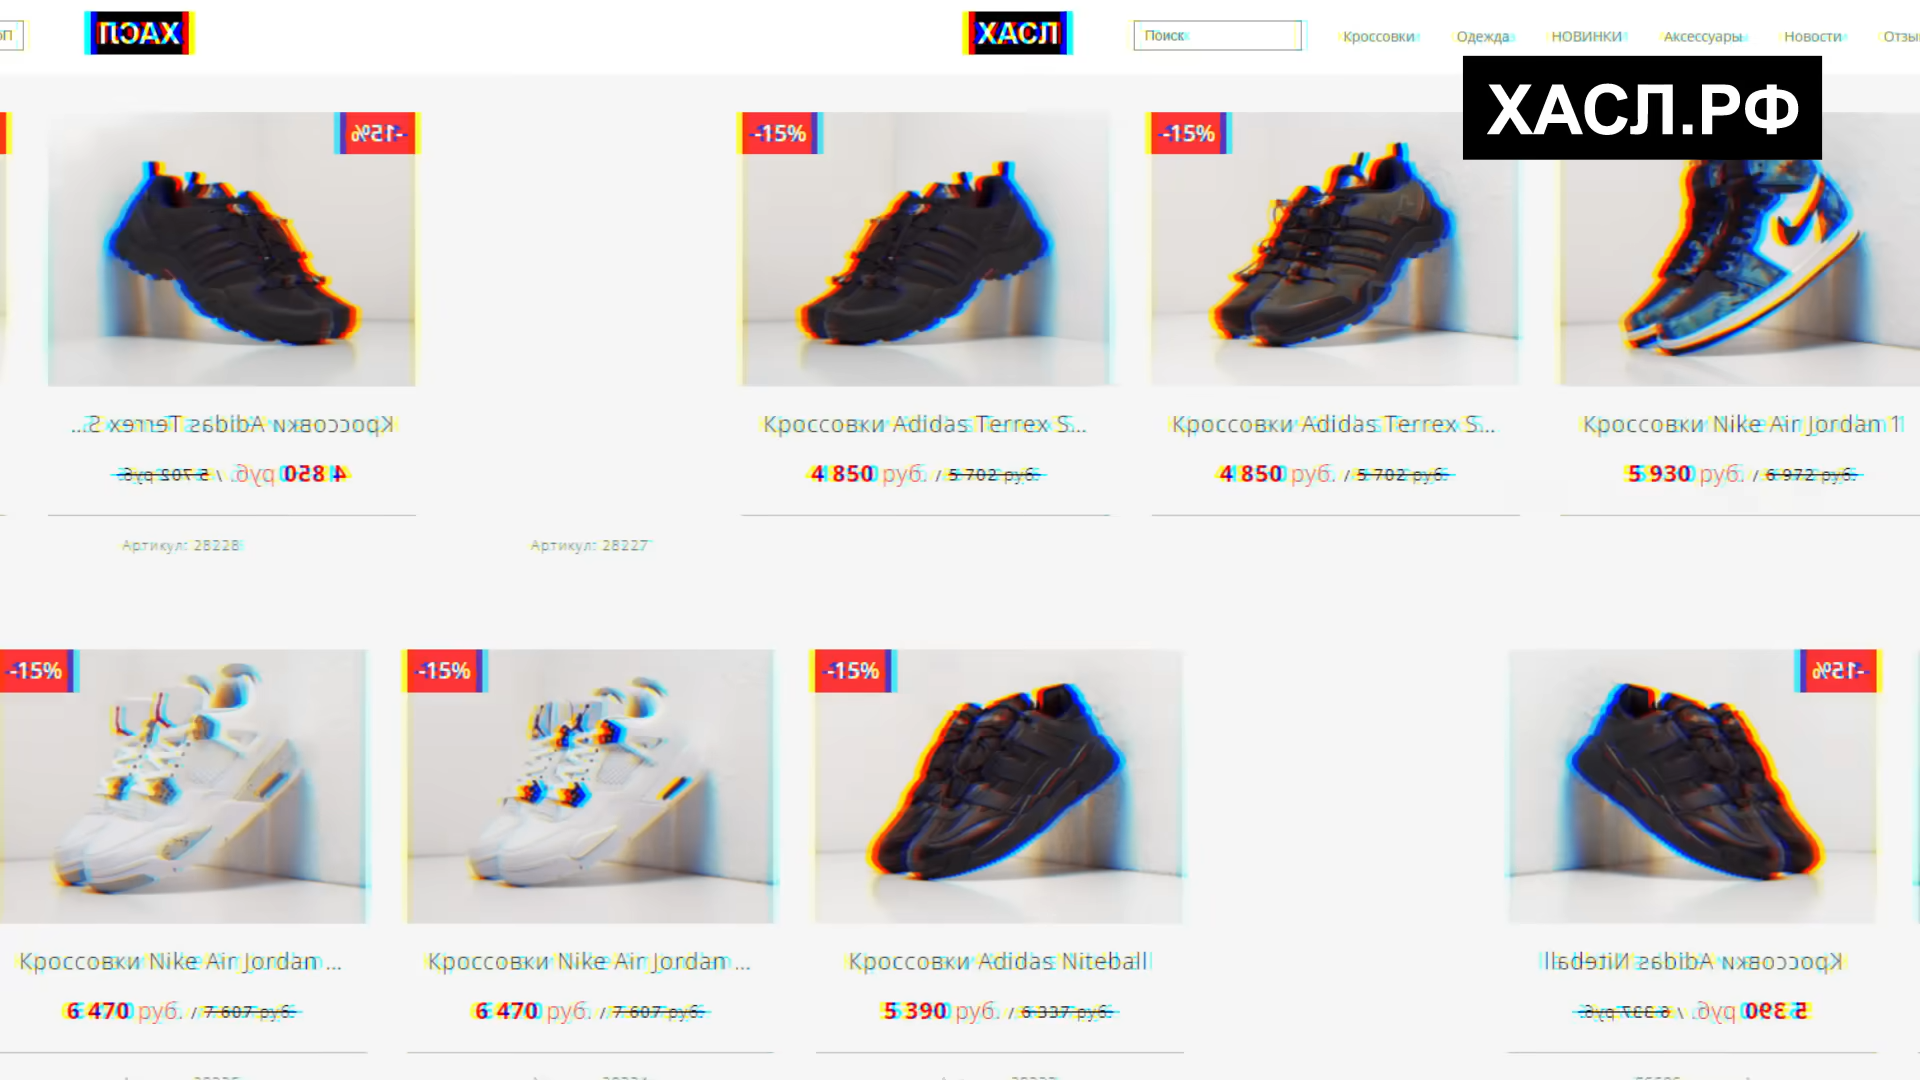 ХАСЛ
ХАСЛ
Поиск
Кроссовки
Одежда
НОВИНКИ
Аксессуары
Новости
ХАСЛ.РФ
-15%
-15%
-15%
Кроссовки Adidas Terrex S...
Кроссовки Adidas Terrex S...
Кроссовки Adidas Terrex S...
Кроссовки Nike Air Jordan 1
4 850 руб. / 5 702 руб.
4 850 руб. / 5 702 руб.
4 850 руб. / 5 702 руб.
5 930 руб. / 6 972 руб.
Артикул: 28228
Артикул: 28227
-15%
-15%
-15%
-15%
Кроссовки Nike Air Jordan ...
Кроссовки Nike Air Jordan ...
Кроссовки Adidas Niteball
Кроссовки Adidas Niteball
6 470 руб. / 7 607 руб.
6 470 руб. / 7 607 руб.
5 390 руб. / 6 337 руб.
5 390 руб. / 6 337 руб.